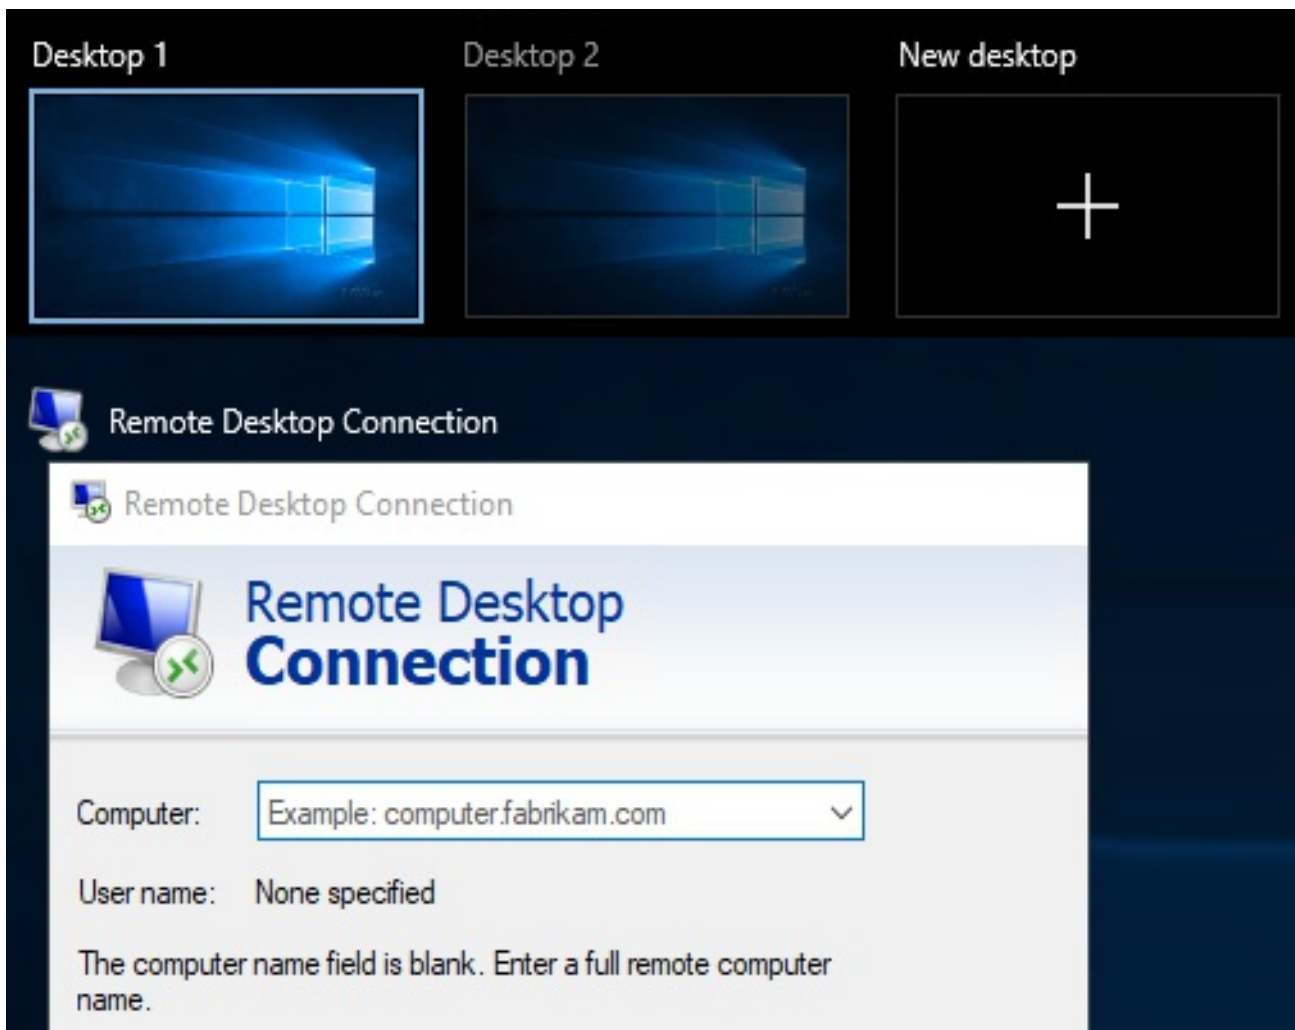 Desktop 1
Desktop 2
New desktop
Remote Desktop Connection
Remote Desktop Connection
Remote Desktop
Connection
Computer:
Example: computer.fabrikam.com
User name:
None specified
The computer name field is blank. Enter a full remote computer
name.